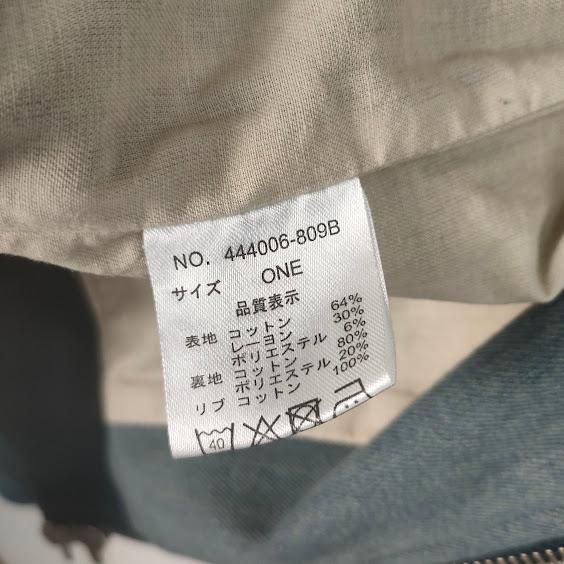 NO. 444006-809B
サイズ ONE
品質表示
表地 コットン 64%
レーヨン 30%
ポリエステル 6%
裏地 コットン 80%
ポリエステル 20%
リブ コットン 100%
40